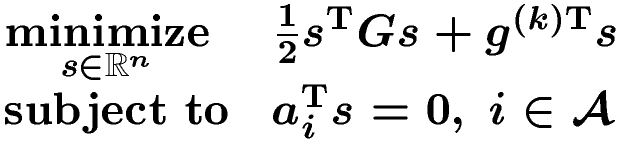 minimize ½sᵀGs + g⁽ᵏ⁾ᵀs
s∈ℝⁿ
subject to aᵢᵀs = 0, i ∈ 𝒜